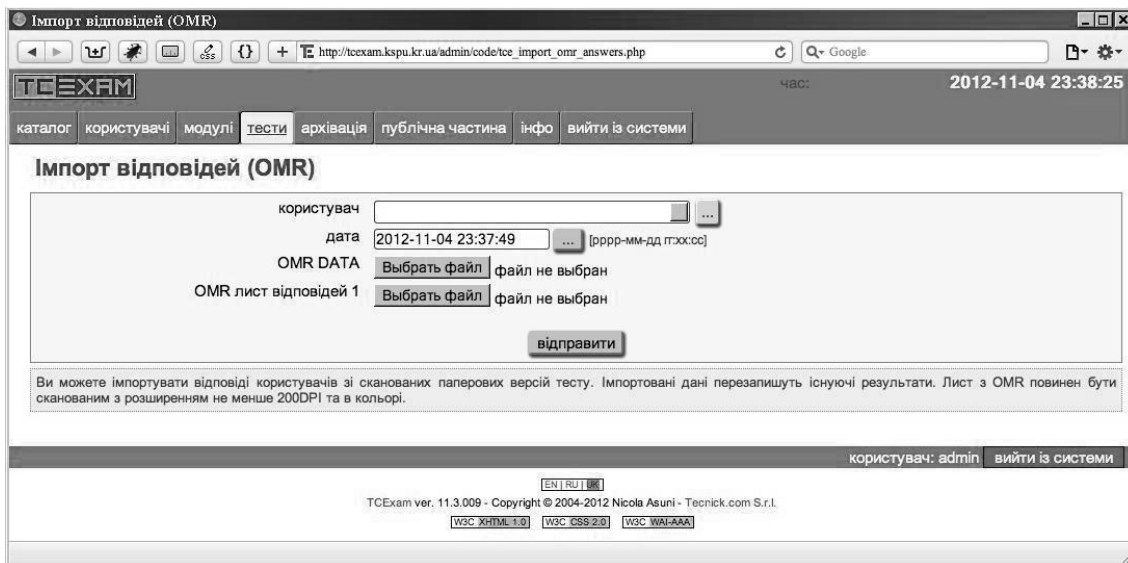 Імпорт відповідей (OMR)
css {} + http://tcexam.kspu.kr.ua/admin/code/tce_import_omr_answers.php Google
TCEXAM час: 2012-11-04 23:38:25
каталог користувачі модулі тести архівація публічна частина інфо вийти із системи
Імпорт відповідей (OMR)
користувач ...
дата 2012-11-04 23:37:49 ... [рррр-мм-дд гг:хх:сс]
OMR DATA Выбрать файл файл не выбран
OMR лист відповідей 1 Выбрать файл файл не выбран
відправити
Ви можете імпортувати відповіді користувачів зі сканованих паперових версій тесту. Імпортовані дані перезапишуть існуючі результати. Лист з OMR повинен бути
сканованим з розширенням не менше 200DPI та в кольорі.
користувач: admin вийти із системи
EN | RU | UK
TCExam ver. 11.3.009 - Copyright © 2004-2012 Nicola Asuni - Tecnick.com S.r.l.
W3C XHTML 1.0 W3C CSS 2.0 W3C WAI-AAA